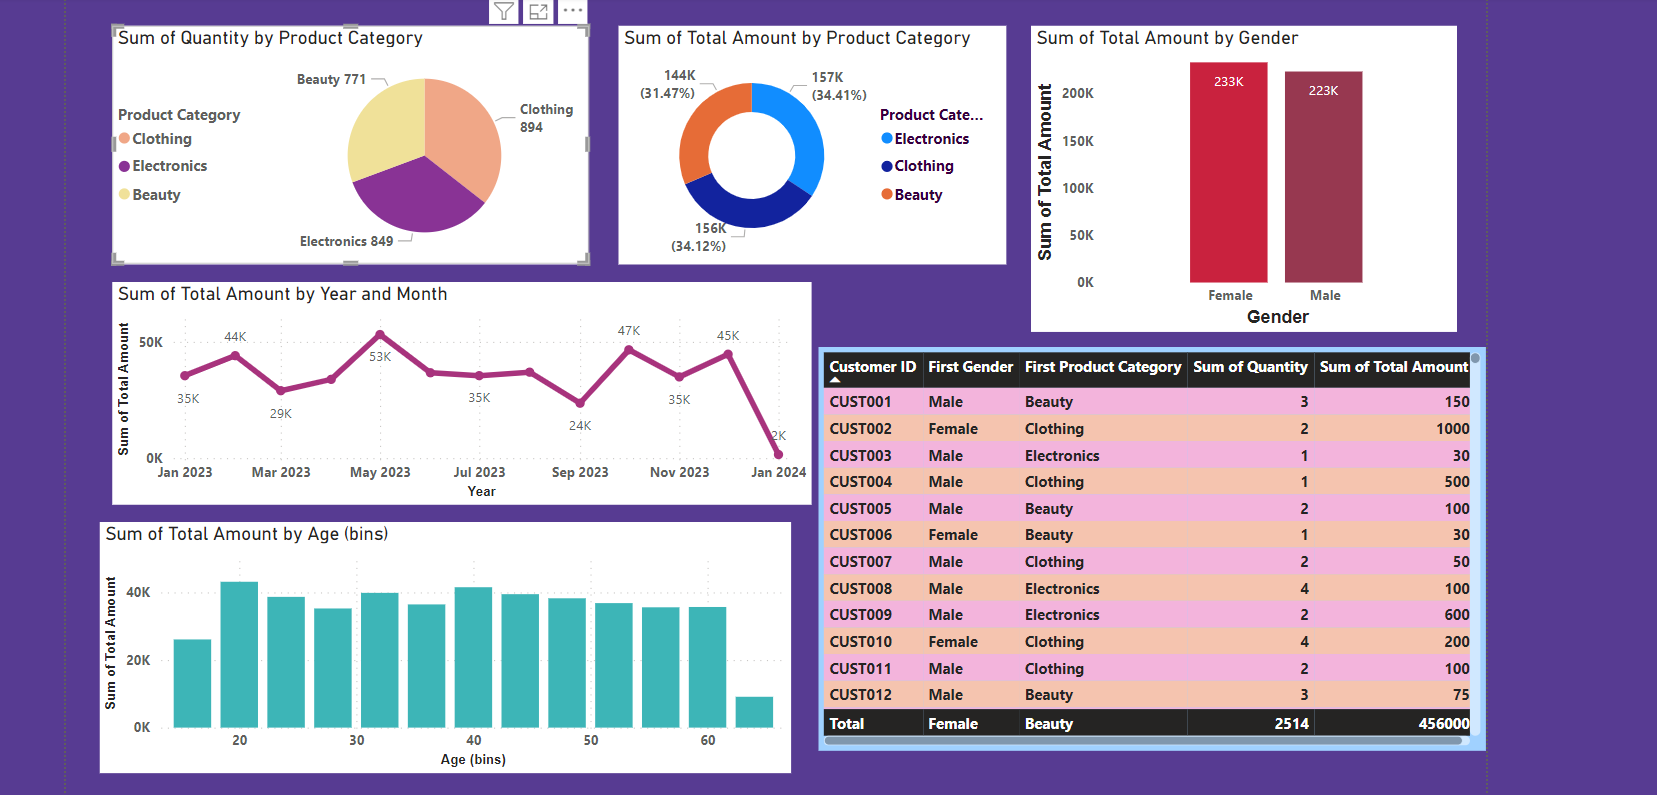 Sum of Quantity by Product Category
Beauty 771
Clothing
894
Product Category
Clothing
Electronics
Beauty
Electronics 849
Sum of Total Amount by Product Category
144K
(31.47%)
157K
(34.41%)
Product Cate...
Electronics
Clothing
Beauty
156K
(34.12%)
Sum of Total Amount by Gender
Sum of Total Amount
200K
150K
100K
50K
0K
233K
223K
Female
Male
Gender
Sum of Total Amount by Year and Month
Sum of Total Amount
50K
0K
35K
44K
29K
53K
35K
24K
47K
35K
45K
2K
Jan 2023
Mar 2023
May 2023
Jul 2023
Sep 2023
Nov 2023
Jan 2024
Year
Customer ID First Gender First Product Category Sum of Quantity Sum of Total Amount
CUST001 Male Beauty 3 150
CUST002 Female Clothing 2 1000
CUST003 Male Electronics 1 30
CUST004 Male Clothing 1 500
CUST005 Male Beauty 2 100
CUST006 Female Beauty 1 30
CUST007 Male Clothing 2 50
CUST008 Male Electronics 4 100
CUST009 Male Electronics 2 600
CUST010 Female Clothing 4 200
CUST011 Male Clothing 2 100
CUST012 Male Beauty 3 75
Total Female Beauty 2514 456000
Sum of Total Amount by Age (bins)
Sum of Total Amount
40K
20K
0K
20
30
40
50
60
Age (bins)